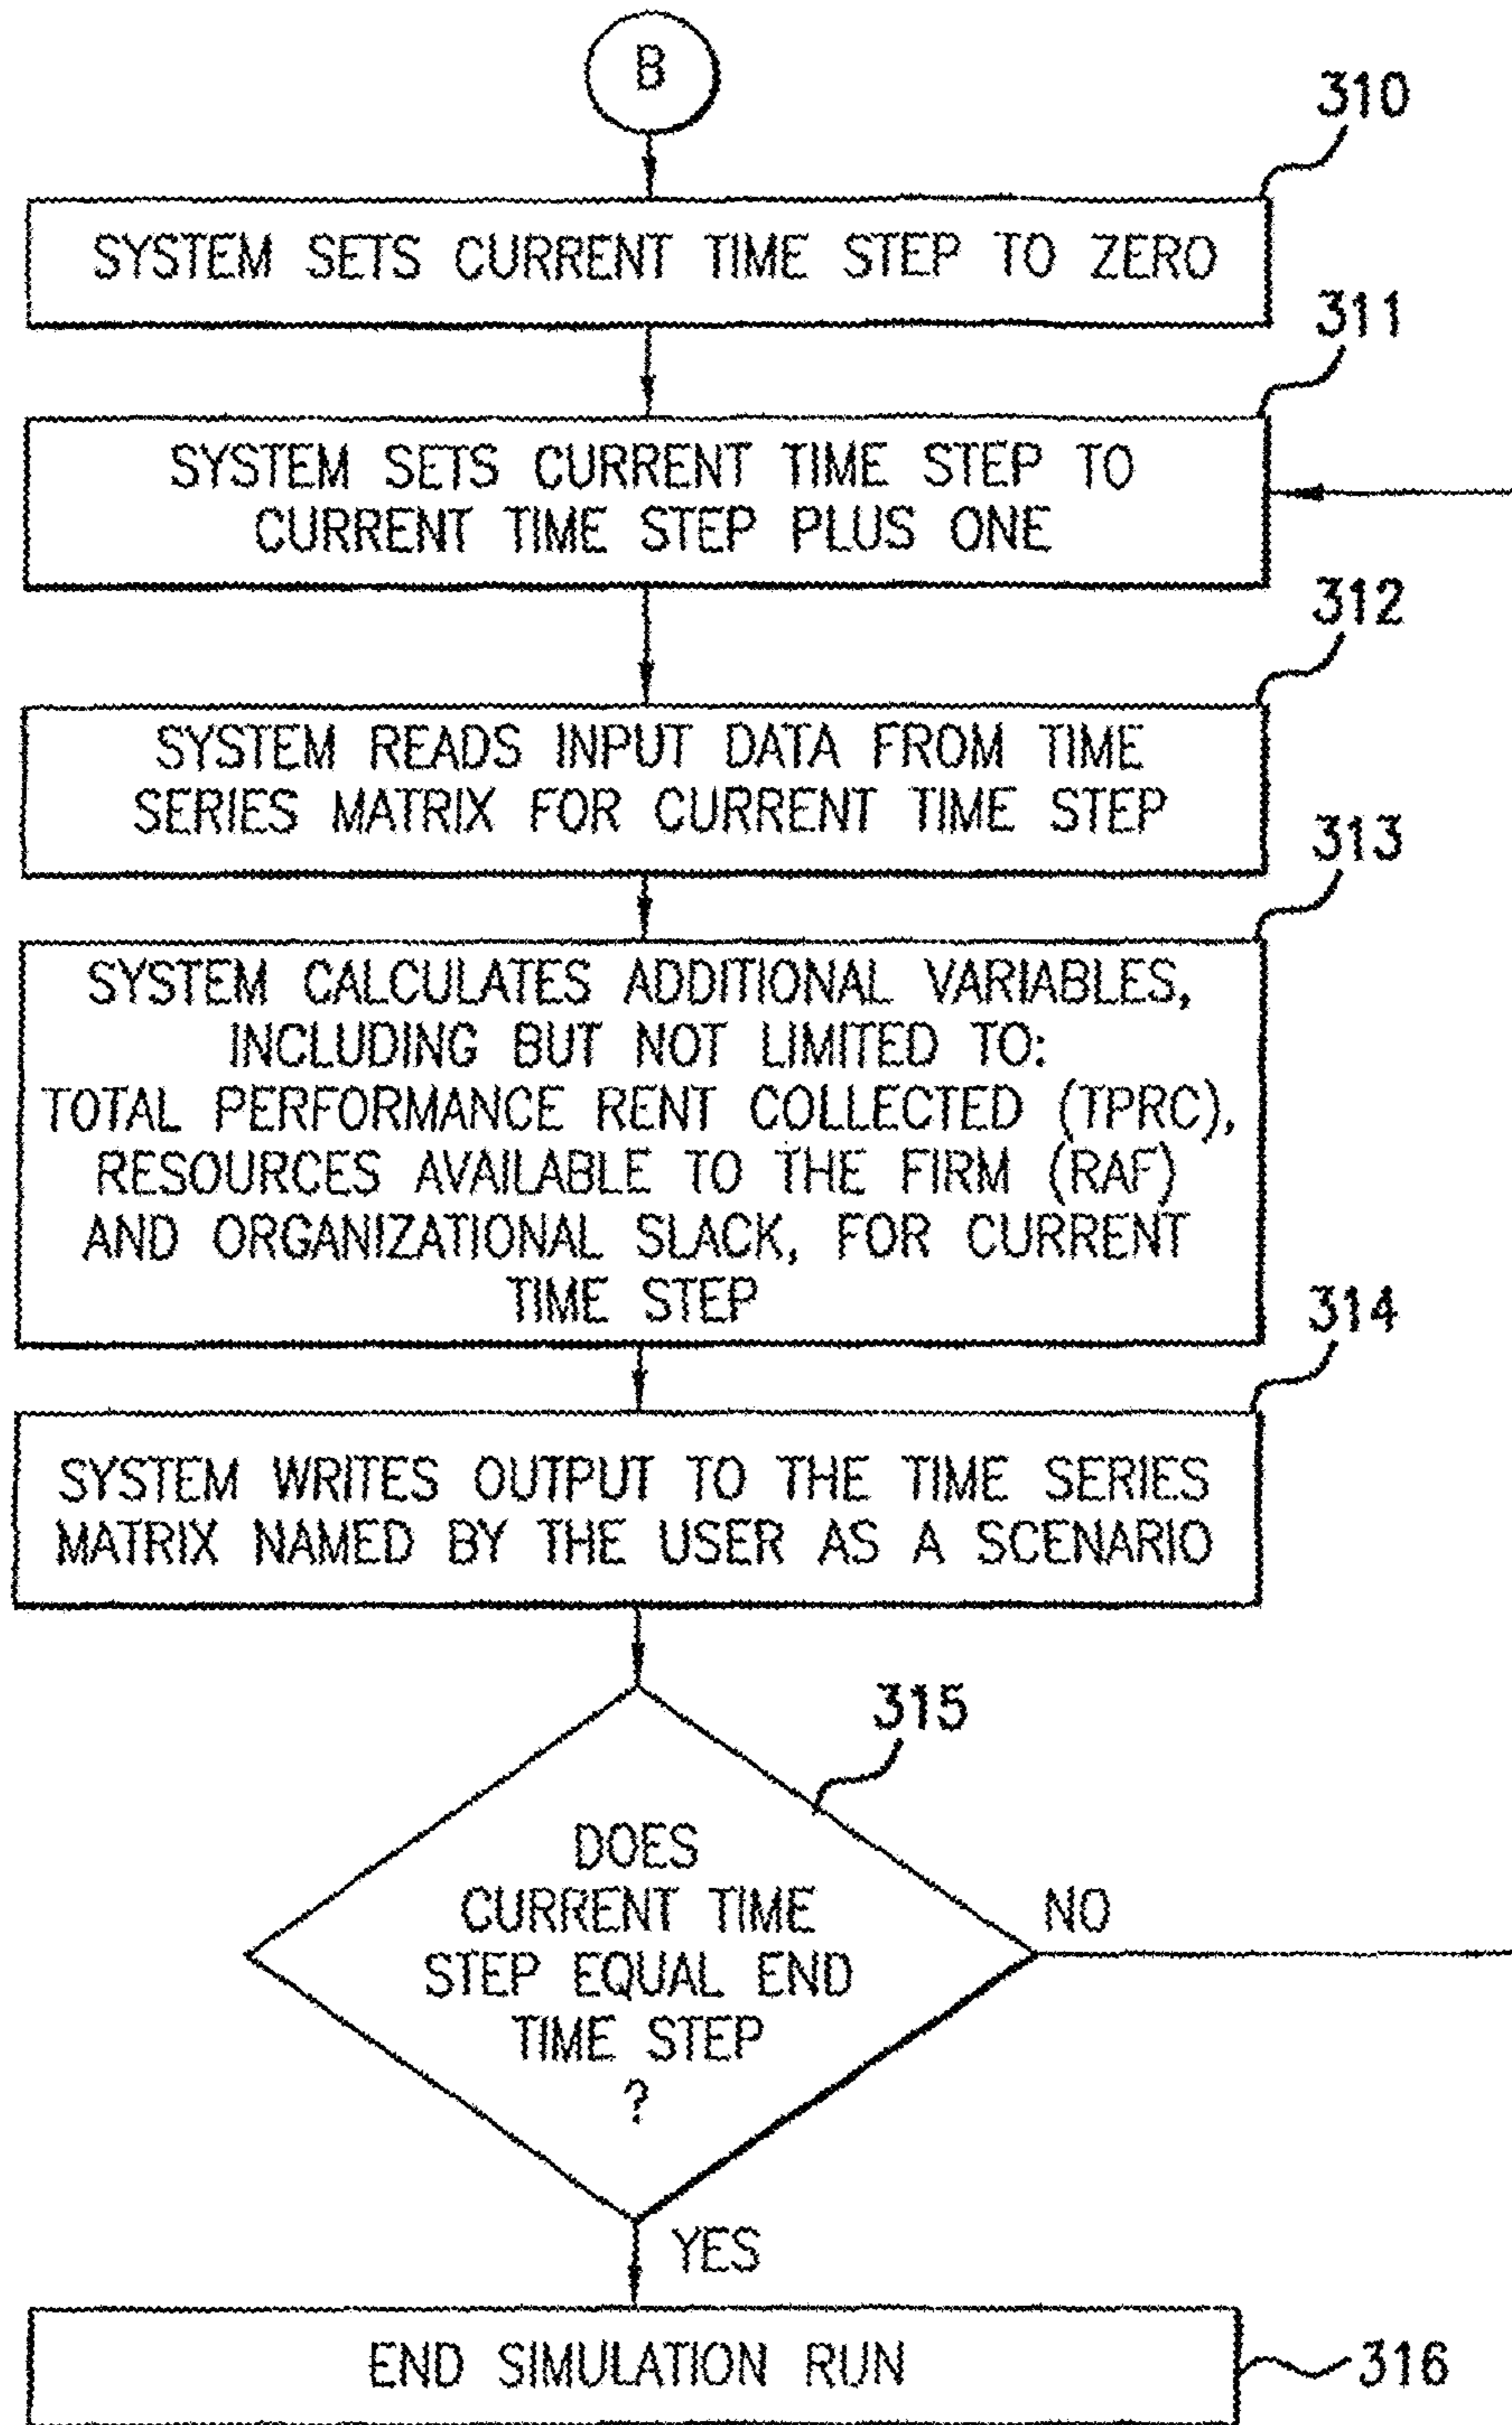 B
310
SYSTEM SETS CURRENT TIME STEP TO ZERO
311
SYSTEM SETS CURRENT TIME STEP TO
CURRENT TIME STEP PLUS ONE
312
SYSTEM READS INPUT DATA FROM TIME
SERIES MATRIX FOR CURRENT TIME STEP
313
SYSTEM CALCULATES ADDITIONAL VARIABLES,
INCLUDING BUT NOT LIMITED TO:
TOTAL PERFORMANCE RENT COLLECTED (TPRC),
RESOURCES AVAILABLE TO THE FIRM (RAF)
AND ORGANIZATIONAL SLACK, FOR CURRENT
TIME STEP
314
SYSTEM WRITES OUTPUT TO THE TIME SERIES
MATRIX NAMED BY THE USER AS A SCENARIO
315
DOES
CURRENT TIME
STEP EQUAL END
TIME STEP
?
NO
YES
END SIMULATION RUN
316